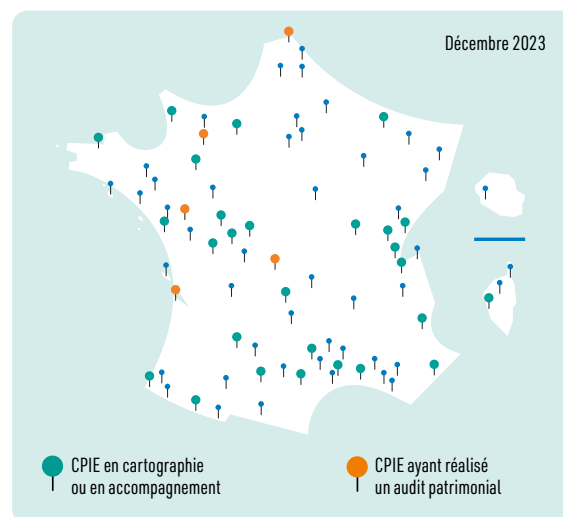 Décembre 2023
CPIE en cartographie
ou en accompagnement
CPIE ayant réalisé
un audit patrimonial